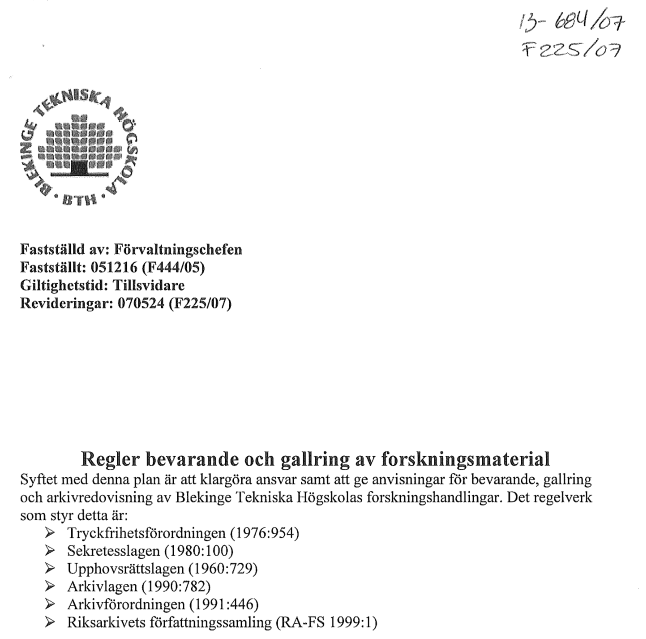 13-684/07
F225/07
BLEKINGE TEKNISKA HÖGSKOLA
· BTH ·
Fastställd av: Förvaltningschefen
Fastställt: 051216 (F444/05)
Giltighetstid: Tillsvidare
Revideringar: 070524 (F225/07)
Regler bevarande och gallring av forskningsmaterial
Syftet med denna plan är att klargöra ansvar samt att ge anvisningar för bevarande, gallring
och arkivredovisning av Blekinge Tekniska Högskolas forskningshandlingar. Det regelverk
som styr detta är:
➢ Tryckfrihetsförordningen (1976:954)
➢ Sekretesslagen (1980:100)
➢ Upphovsrättslagen (1960:729)
➢ Arkivlagen (1990:782)
➢ Arkivförordningen (1991:446)
➢ Riksarkivets författningssamling (RA-FS 1999:1)